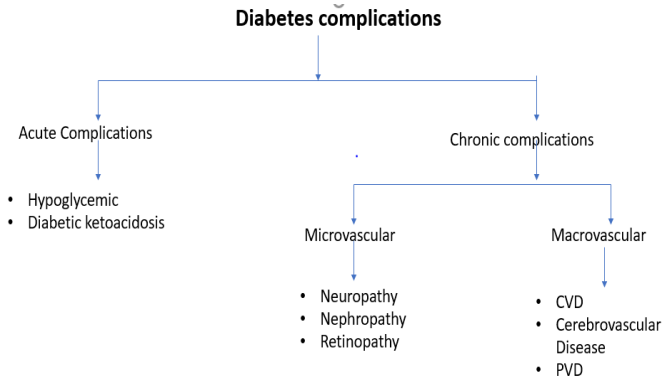 Diabetes complications
Acute Complications
Chronic complications
• Hypoglycemic
• Diabetic ketoacidosis
Microvascular
Macrovascular
• Neuropathy
• Nephropathy
• Retinopathy
• CVD
• Cerebrovascular
Disease
• PVD